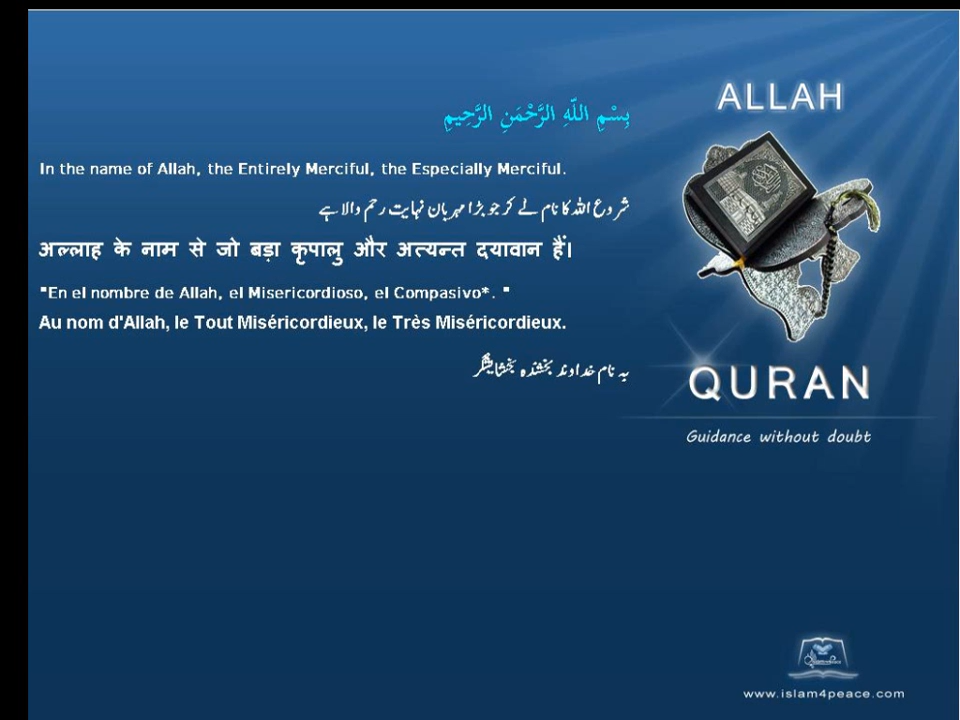 بِسْمِ اللَّهِ الرَّحْمَنِ الرَّحِيمِ
In the name of Allah, the Entirely Merciful, the Especially Merciful.
شروع اللہ کا نام لے کر جو بڑا مہربان نہایت رحم والا ہے
अल्लाह के नाम से जो बड़ा कृपालु और अत्यन्त दयावान हैं।
"En el nombre de Allah, el Misericordioso, el Compasivo*. "
Au nom d'Allah, le Tout Miséricordieux, le Très Miséricordieux.
به نام خداوند بخشنده بخشایشگر
ALLAH
QURAN
Guidance without doubt
www.islam4peace.com